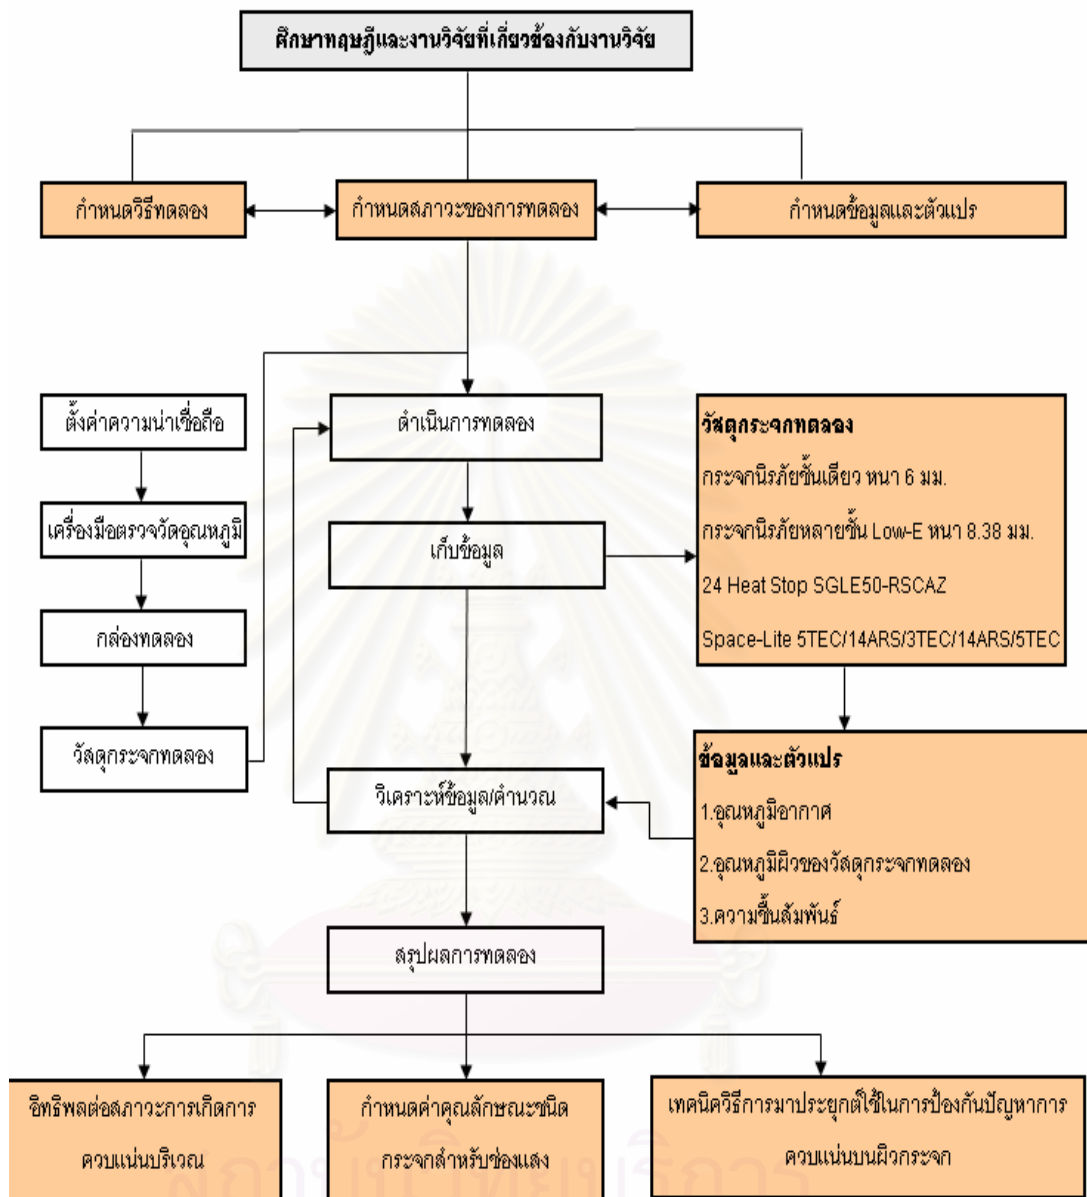 ศึกษาทฤษฎีและงานวิจัยที่เกี่ยวข้องกับงานวิจัย
กำหนดวิธีทดลอง
กำหนดสภาวะของการทดลอง
กำหนดข้อมูลและตัวแปร
ตั้งค่าความน่าเชื่อถือ
เครื่องมือตรวจวัดอุณหภูมิ
กล่องทดลอง
วัสดุกระจกทดลอง
ดำเนินการทดลอง
เก็บข้อมูล
วัสดุกระจกทดลอง
กระจกนิรภัยชั้นเดียว หนา 6 มม.
กระจกนิรภัยหลายชั้น Low-E หนา 8.38 มม.
24 Heat Stop SGLE50-RSCAZ
Space-Lite 5TEC/14ARS/3TEC/14ARS/5TEC
ข้อมูลและตัวแปร
1.อุณหภูมิอากาศ
2.อุณหภูมิผิวของวัสดุกระจกทดลอง
3.ความชื้นสัมพันธ์
วิเคราะห์ข้อมูล/คำนวณ
สรุปผลการทดลอง
อิทธิพลต่อสภาวะการเกิดการ
ควบแน่นบริเวณ
กำหนดค่าคุณลักษณะชนิด
กระจกสำหรับช่องแสง
เทคนิควิธีการมาประยุกต์ใช้ในการป้องกันปัญหาการ
ควบแน่นบนผิวกระจก
สถาบันวิทยบริการ